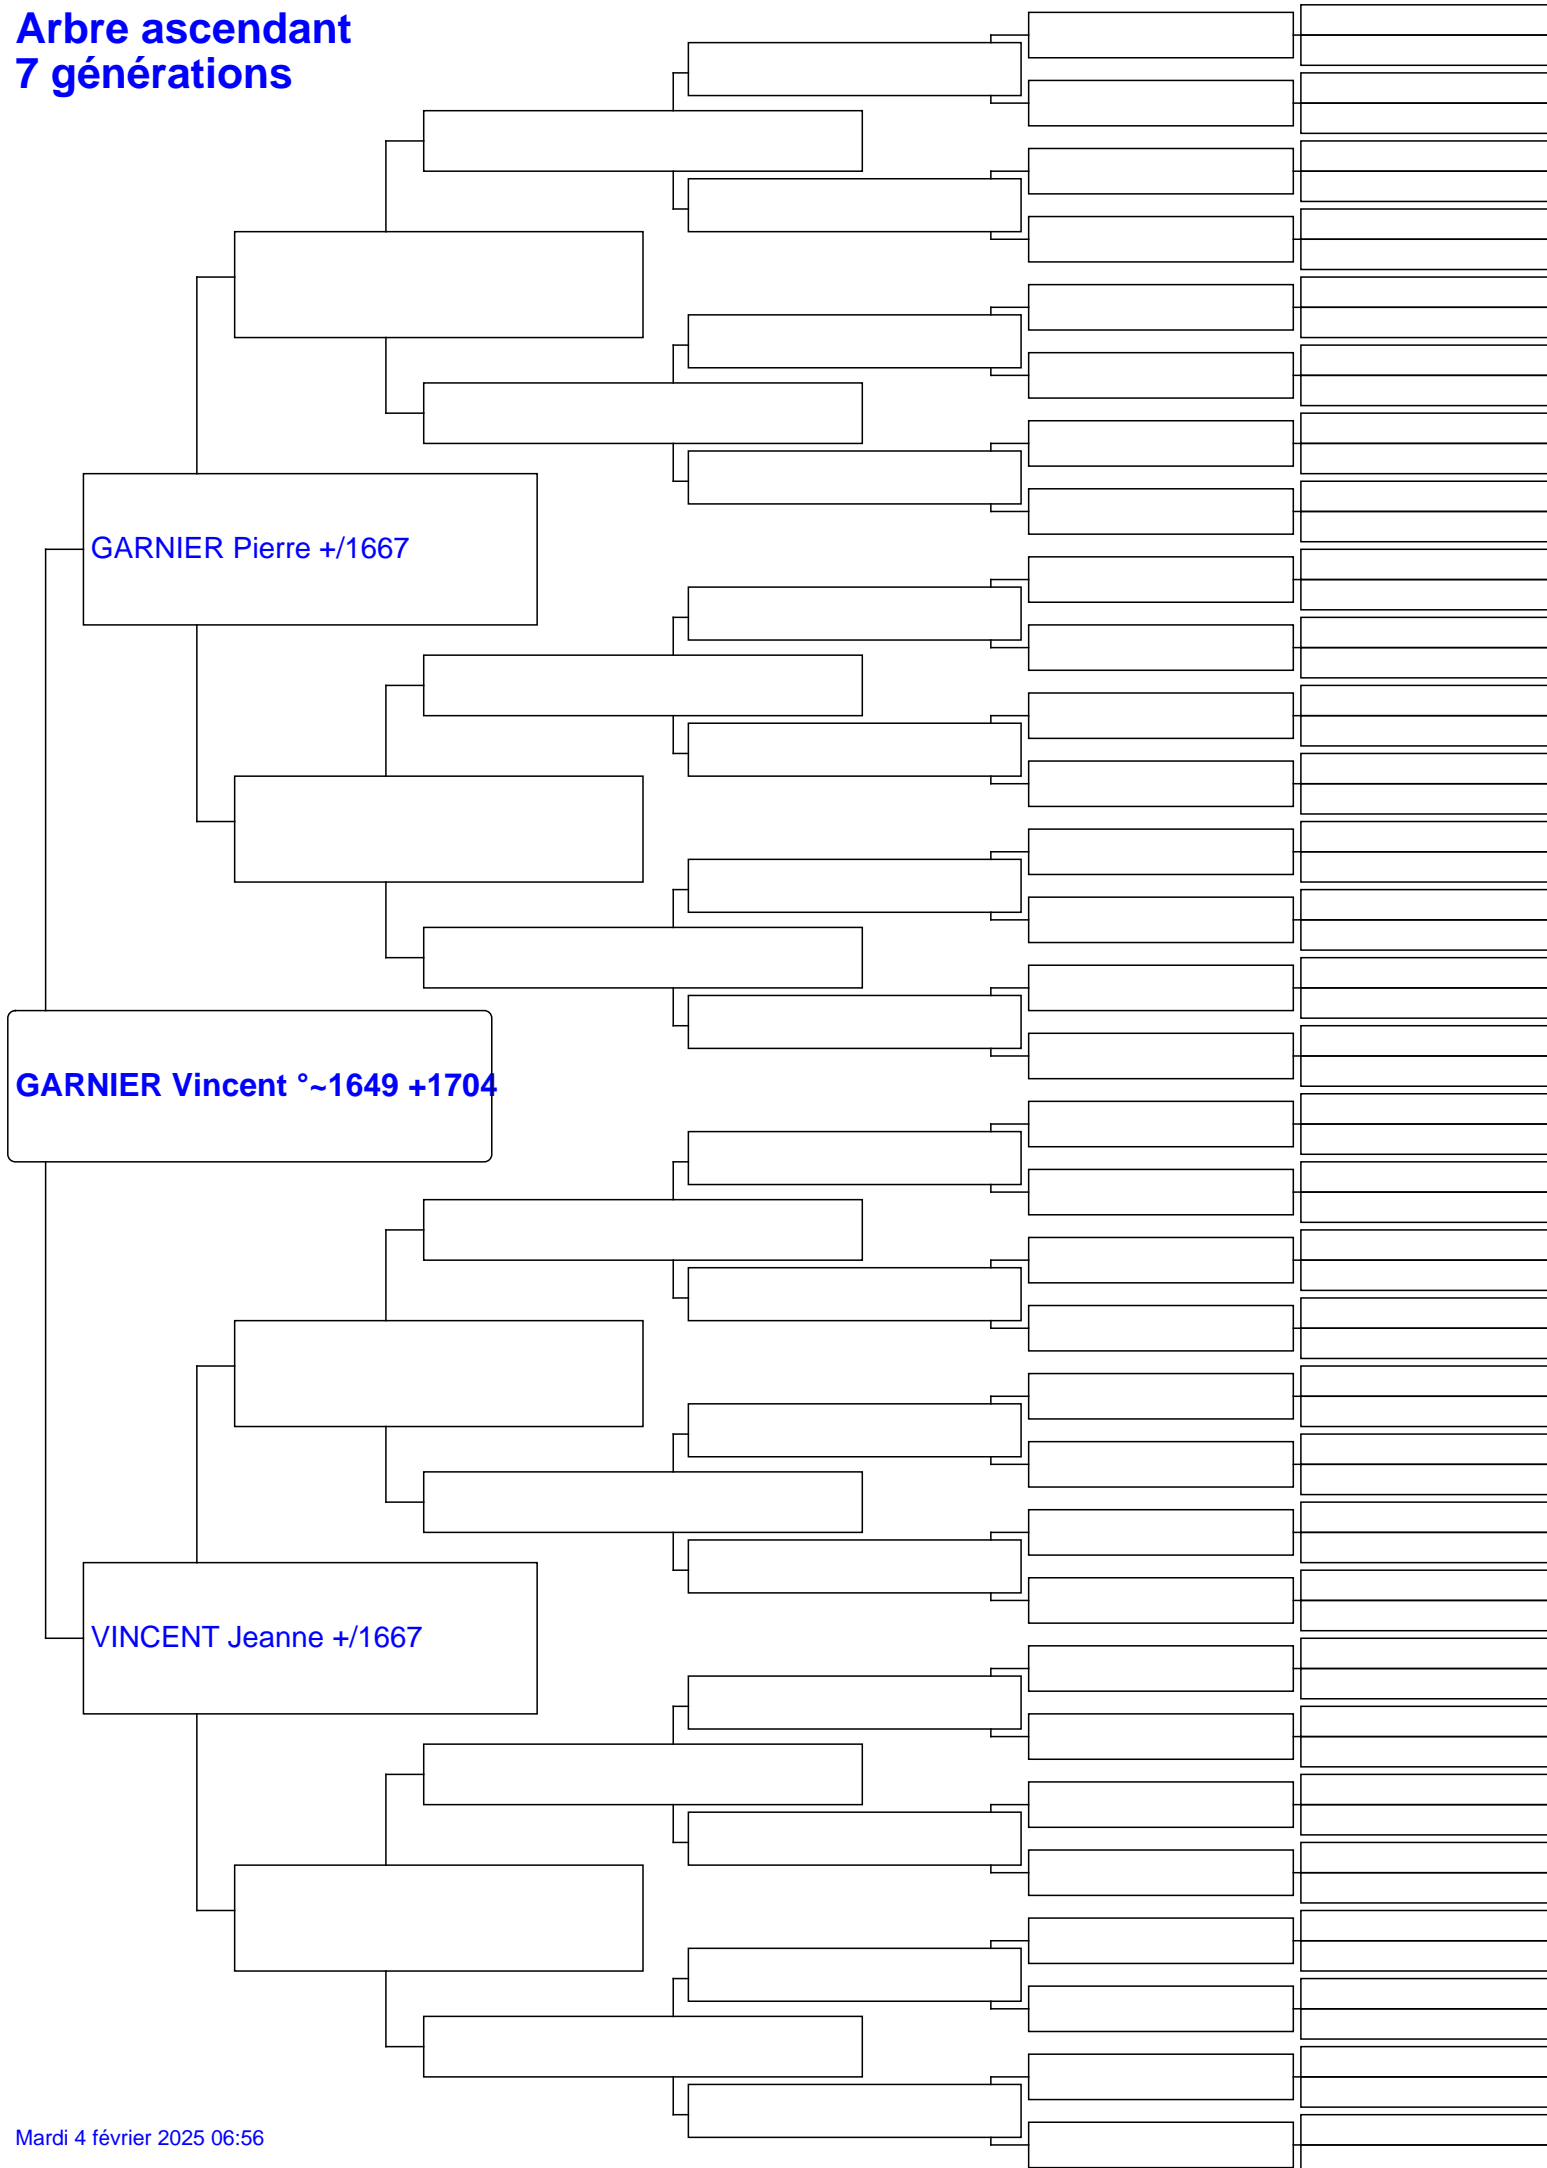 Arbre ascendant
7 générations
GARNIER Pierre +/1667
GARNIER Vincent °~1649 +1704
VINCENT Jeanne +/1667
Mardi 4 février 2025 06:56